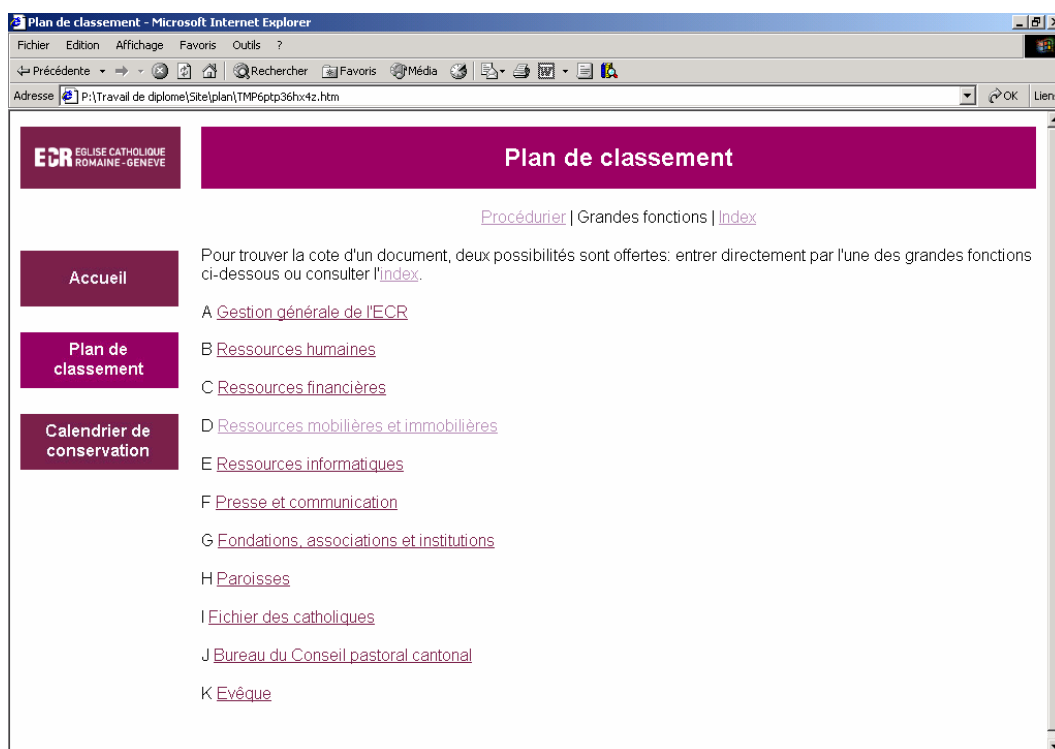 Plan de classement - Microsoft Internet Explorer
Fichier Edition Affichage Favoris Outils ?
Précédente Rechercher Favoris Média
Adresse P:\Travail de diplome\Site\plan\TMP6ptp36hx4z.htm OK Liens
ECR EGLISE CATHOLIQUE
ROMAINE - GENEVE
Plan de classement
Procédurier | Grandes fonctions | Index
Pour trouver la cote d'un document, deux possibilités sont offertes: entrer directement par l'une des grandes fonctions
ci-dessous ou consulter l'index.
Accueil
Plan de
classement
Calendrier de
conservation
A Gestion générale de l'ECR
B Ressources humaines
C Ressources financières
D Ressources mobilières et immobilières
E Ressources informatiques
F Presse et communication
G Fondations, associations et institutions
H Paroisses
I Fichier des catholiques
J Bureau du Conseil pastoral cantonal
K Evêque